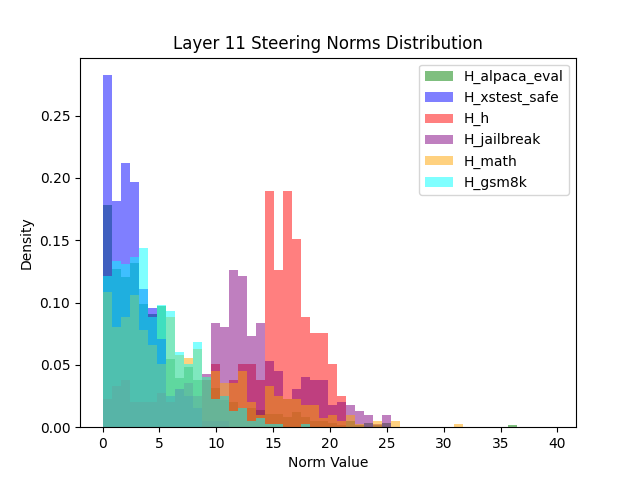 Layer 11 Steering Norms Distribution
H_alpaca_eval
H_xstest_safe
H_h
H_jailbreak
H_math
H_gsm8k
Density
0.25
0.20
0.15
0.10
0.05
0.00
0
5
10
15
20
25
30
35
40
Norm Value